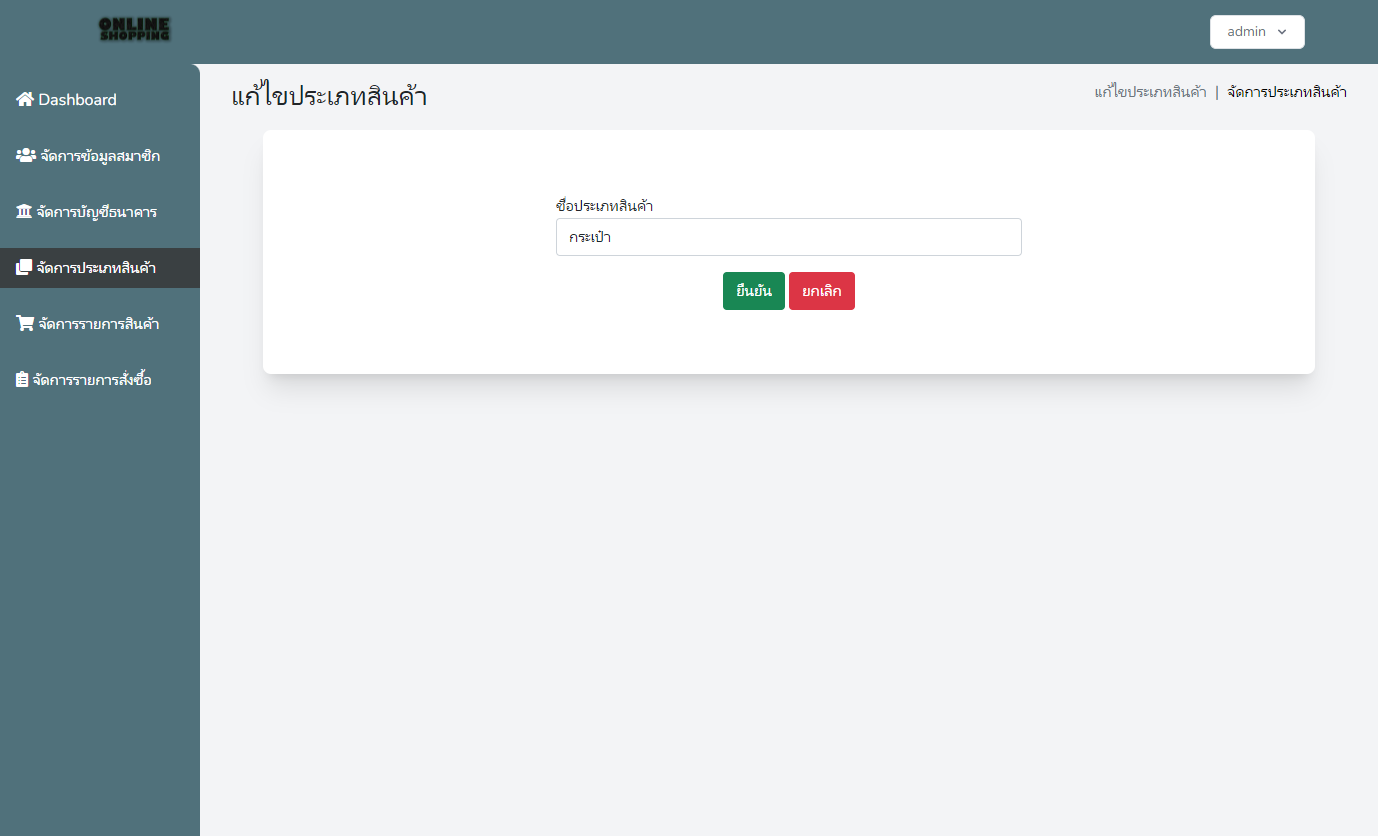 ONLINE
SHOPPING
admin
Dashboard
จัดการข้อมูลสมาชิก
จัดการบัญชีธนาคาร
จัดการประเภทสินค้า
จัดการรายการสินค้า
จัดการรายการสั่งซื้อ
แก้ไขประเภทสินค้า
แก้ไขประเภทสินค้า | จัดการประเภทสินค้า
ชื่อประเภทสินค้า
กระเป๋า
ยืนยัน ยกเลิก